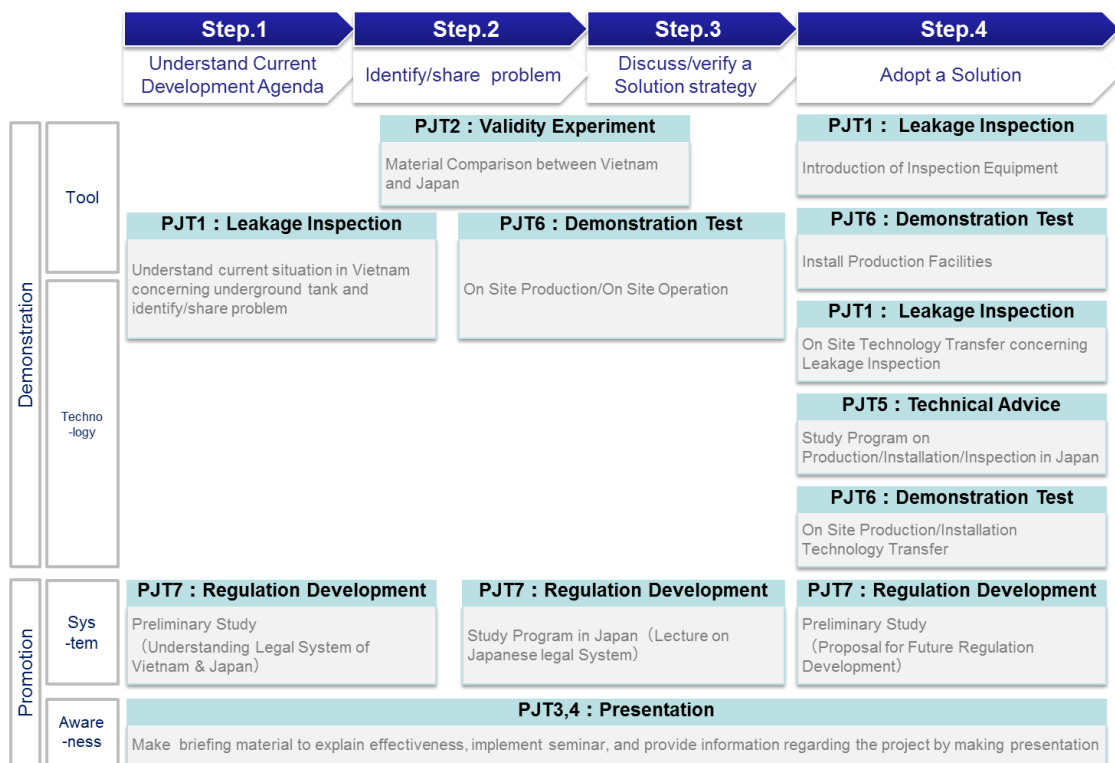 Step.1
Step.2
Step.3
Step.4
Understand Current
Development Agenda
Identify/share problem
Discuss/verify a
Solution strategy
Adopt a Solution
Demonstration
Tool
PJT2：Validity Experiment
Material Comparison between Vietnam
and Japan
PJT1： Leakage Inspection
Introduction of Inspection Equipment
PJT1：Leakage Inspection
Understand current situation in Vietnam
concerning underground tank and
identify/share problem
PJT6：Demonstration Test
On Site Production/On Site Operation
PJT6：Demonstration Test
Install Production Facilities
Techno
-logy
PJT1： Leakage Inspection
On Site Technology Transfer concerning
Leakage Inspection
PJT5：Technical Advice
Study Program on
Production/Installation/Inspection in Japan
PJT6：Demonstration Test
On Site Production/Installation
Technology Transfer
Promotion
Sys
-tem
PJT7：Regulation Development
Preliminary Study
（Understanding Legal System of
Vietnam & Japan）
PJT7：Regulation Development
Study Program in Japan（Lecture on
Japanese legal System）
PJT7：Regulation Development
Preliminary Study
（Proposal for Future Regulation
Development）
Aware
-ness
PJT3,4：Presentation
Make briefing material to explain effectiveness, implement seminar, and provide information regarding the project by making presentation